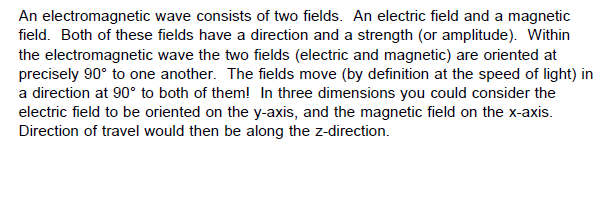 An electromagnetic wave consists of two fields.  An electric field and a magnetic
field.  Both of these fields have a direction and a strength (or amplitude).  Within
the electromagnetic wave the two fields (electric and magnetic) are oriented at
precisely 90° to one another.  The fields move (by definition at the speed of light) in
a direction at 90° to both of them!  In three dimensions you could consider the
electric field to be oriented on the y-axis, and the magnetic field on the x-axis.
Direction of travel would then be along the z-direction.